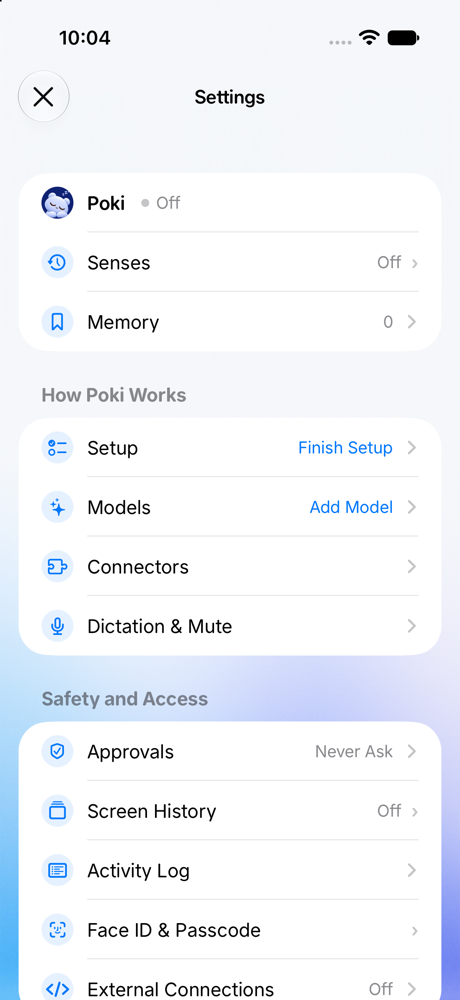 10:04
Settings
Poki Off
Senses Off
Memory 0
How Poki Works
Setup Finish Setup
Models Add Model
Connectors
Dictation & Mute
Safety and Access
Approvals Never Ask
Screen History Off
Activity Log
Face ID & Passcode
External Connections Off